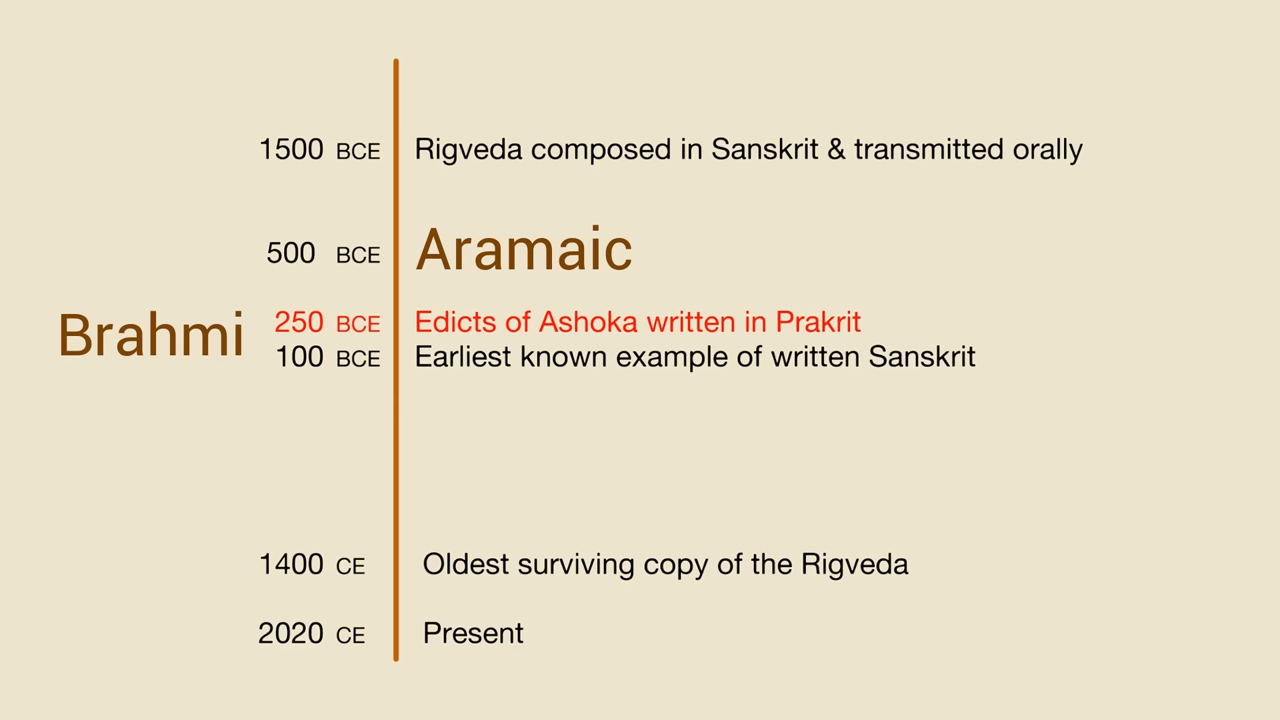 1500 BCE Rigveda composed in Sanskrit & transmitted orally
500 BCE Aramaic
Brahmi
250 BCE Edicts of Ashoka written in Prakrit
100 BCE Earliest known example of written Sanskrit
1400 CE Oldest surviving copy of the Rigveda
2020 CE Present